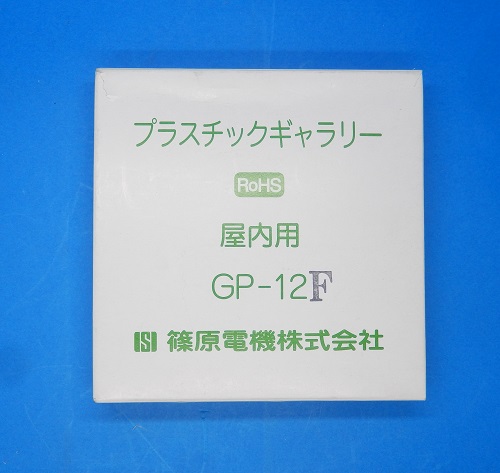 プラスチックギャラリー
RoHS
屋内用
GP-12F
ISI 篠原電機株式会社